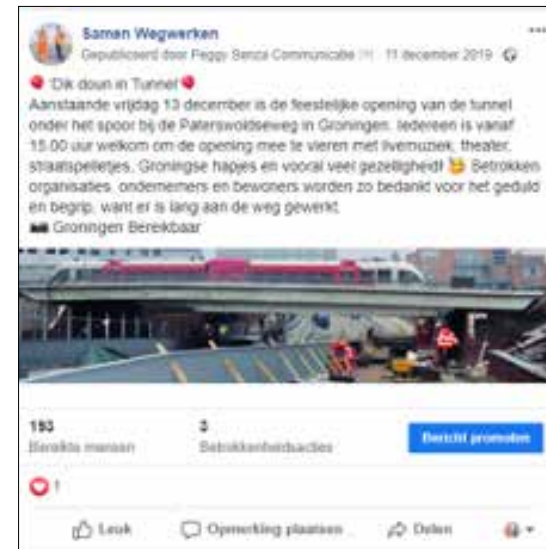 Samen Wegwerken
Gepubliceerd door Peggy Senza Communicatie [?] · 11 december 2019 ·
'Dik doun in Tunnel'
Aanstaande vrijdag 13 december is de feestelijke opening van de tunnel
onder het spoor bij de Paterswoldseweg in Groningen. Iedereen is vanaf
15.00 uur welkom om de opening mee te vieren met livemuziek, theater,
straatspelletjes, Groningse hapjes en vooral veel gezelligheid! Betrokken
organisaties, ondernemers en bewoners worden zo bedankt voor het geduld
en begrip, want er is lang aan de weg gewerkt.
Groningen Bereikbaar
193 3
Bereikte mensen Betrokkenheidsacties Bericht promoten
1
Leuk Opmerking plaatsen Delen